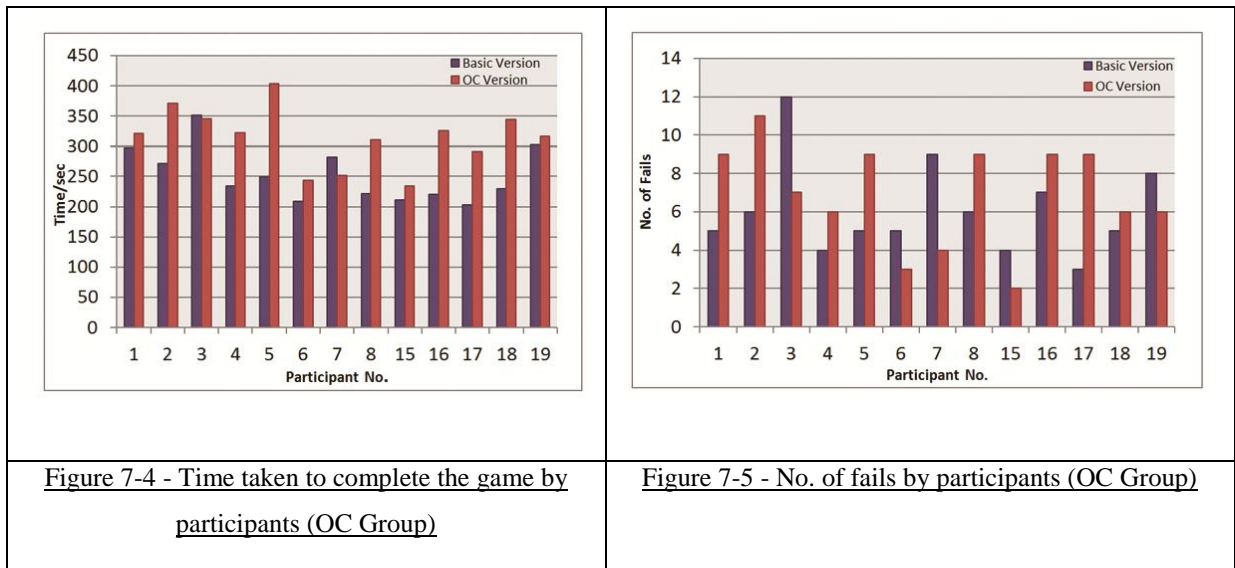 450
400
350
300
250
200
150
100
50
0
Time/sec
Basic Version
OC Version
1 2 3 4 5 6 7 8 15 16 17 18 19
Participant No.
14
12
10
8
6
4
2
0
No. of Fails
Basic Version
OC Version
1 2 3 4 5 6 7 8 15 16 17 18 19
Participant No.
Figure 7-4 - Time taken to complete the game by
participants (OC Group)
Figure 7-5 - No. of fails by participants (OC Group)